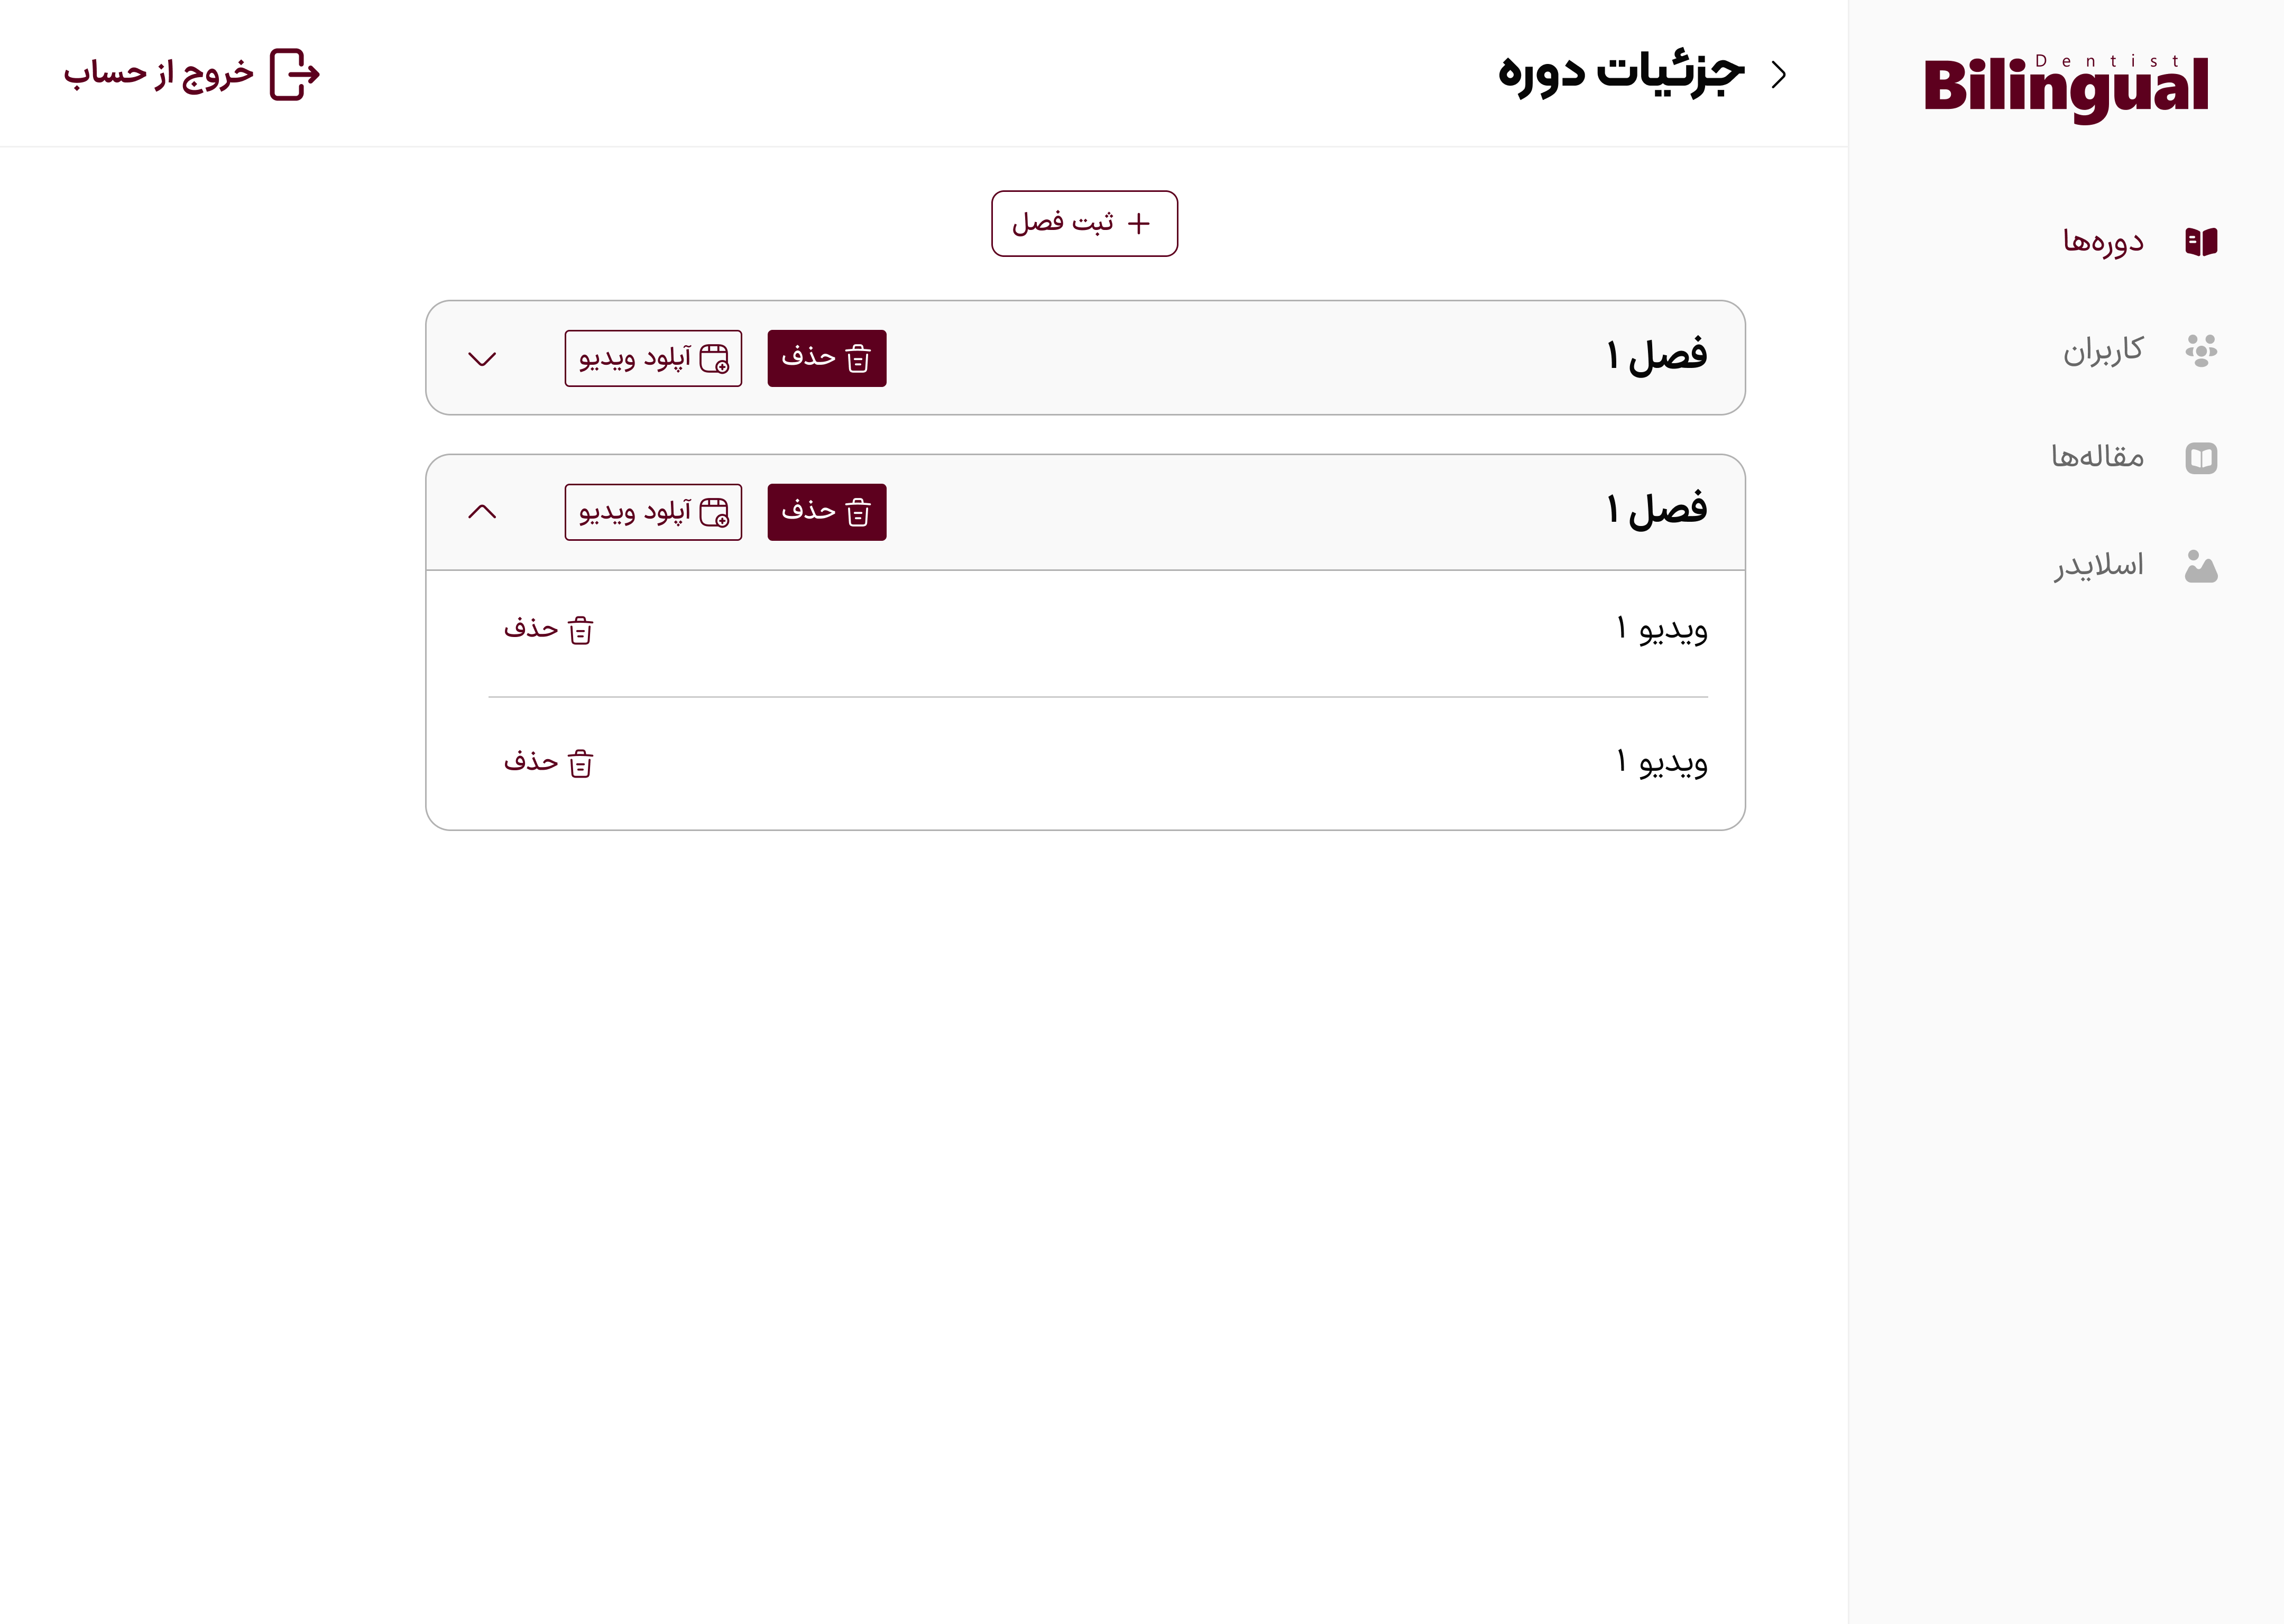 Dentist
Bilingual
دوره‌ها
کاربران
مقاله‌ها
اسلایدر
جزئیات دوره
خروج از حساب
ثبت فصل
فصل ۱
حذف
آپلود ویدیو
فصل ۱
حذف
آپلود ویدیو
ویدیو ۱
حذف
ویدیو ۱
حذف